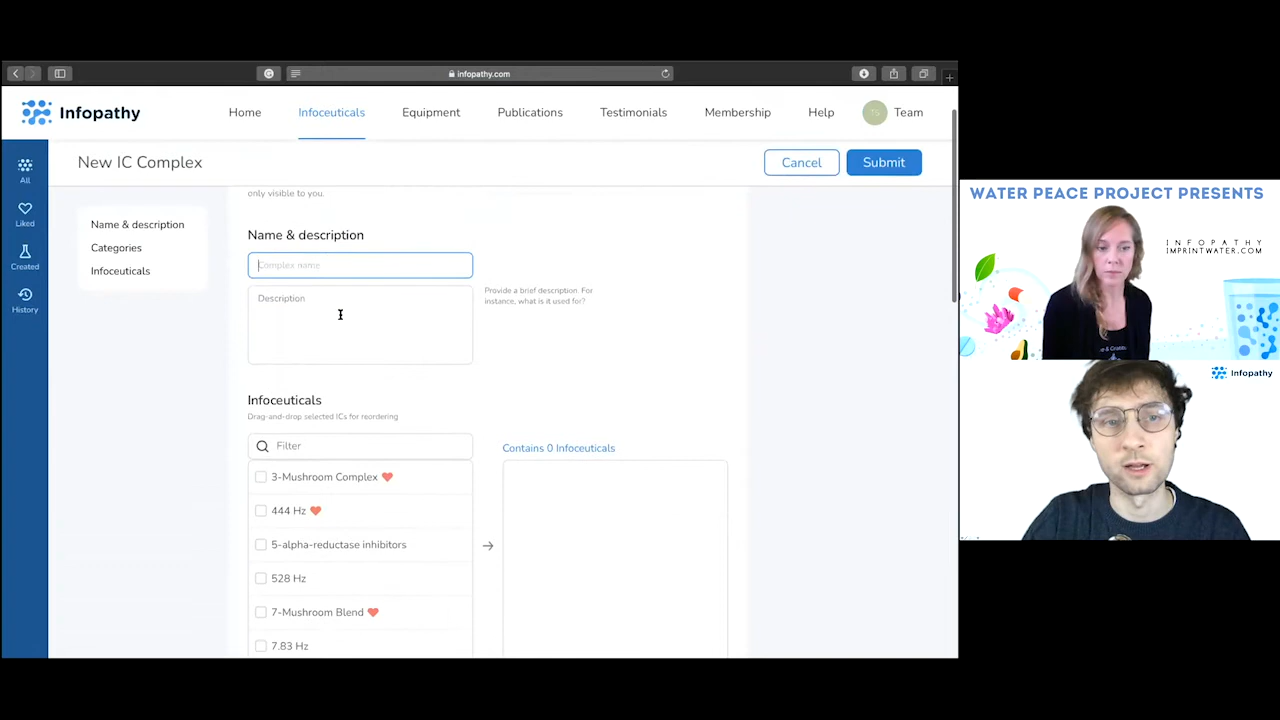 infopathy.com
Infopathy
Home
Infoceuticals
Equipment
Publications
Testimonials
Membership
Help
TS
Team
New IC Complex
Cancel
Submit
All
Liked
Created
History
Name & description
Categories
Infoceuticals
only visible to you.
Name & description
Complex name
Description
Provide a brief description. For
instance, what is it used for?
Infoceuticals
Drag-and-drop selected ICs for reordering
Filter
3-Mushroom Complex
444 Hz
5-alpha-reductase inhibitors
528 Hz
7-Mushroom Blend
7.83 Hz
Contains 0 Infoceuticals
WATER PEACE PROJECT PRESENTS
INFOPATHY
IMPRINTWATER.COM
Infopathy